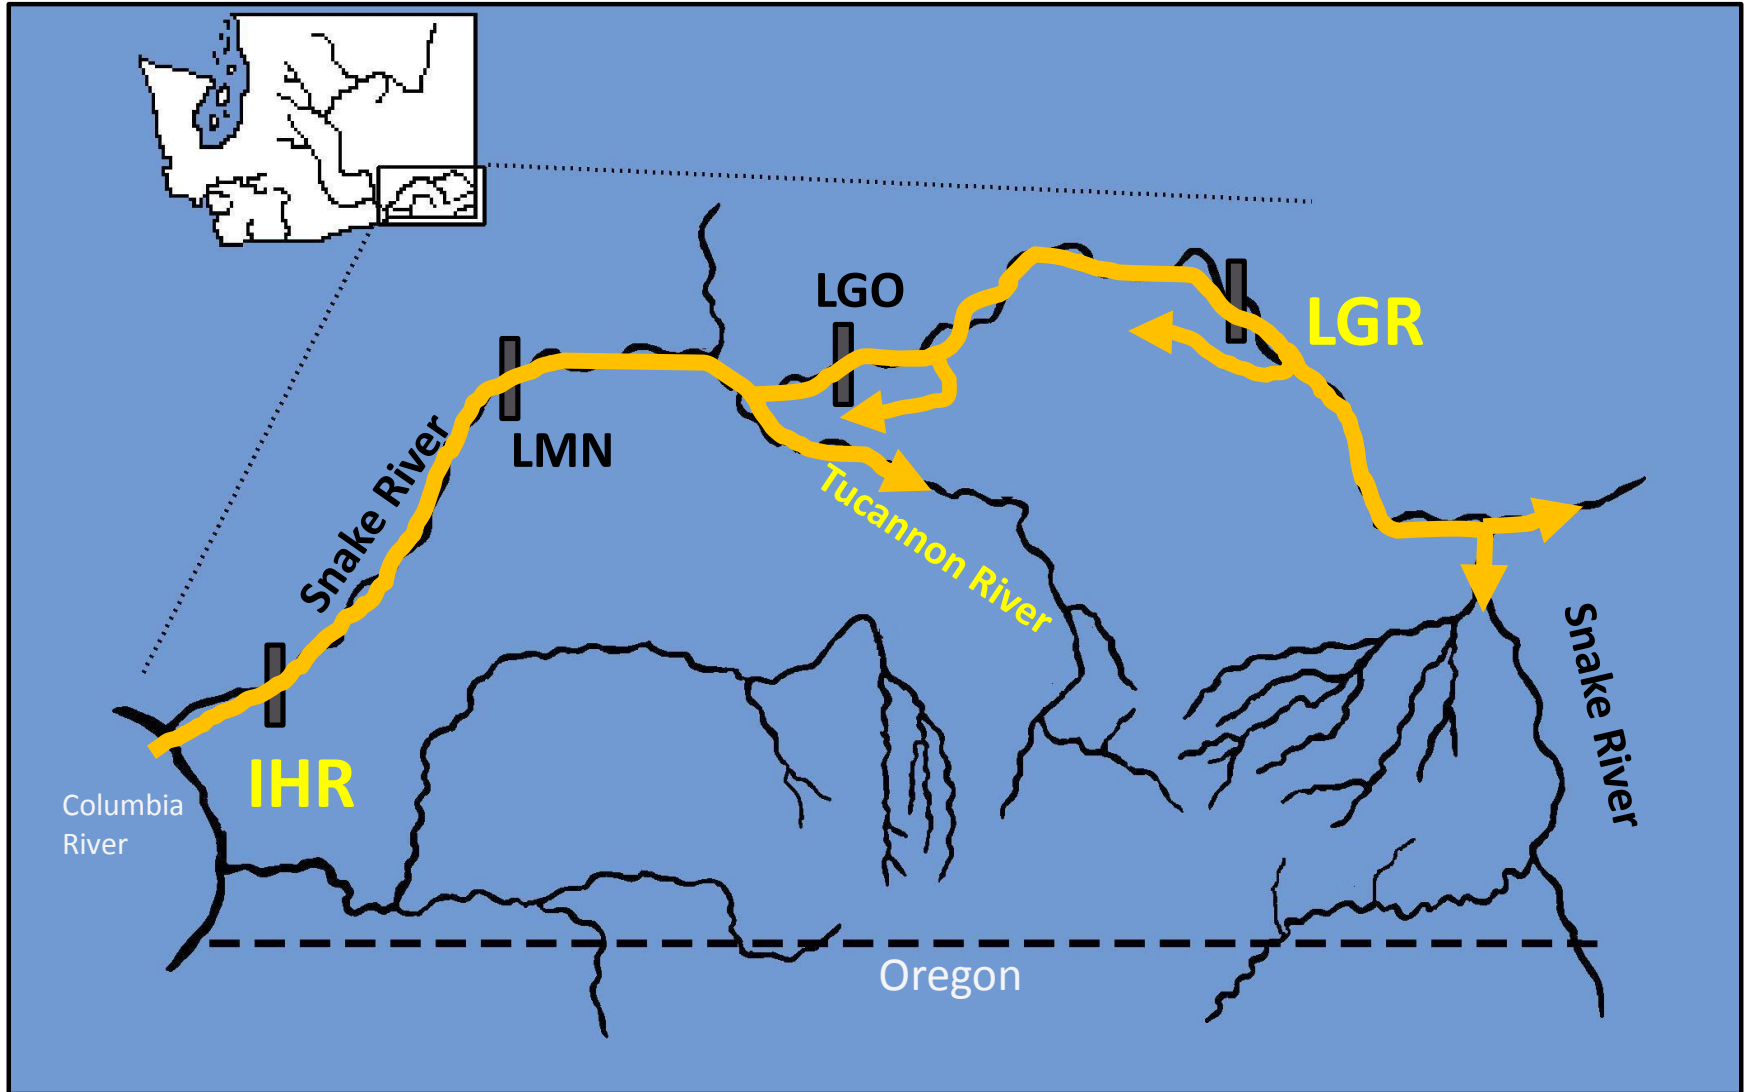 LGO
LGR
LMN
Snake River
Tucannon River
Snake River
IHR
Columbia
River
Oregon